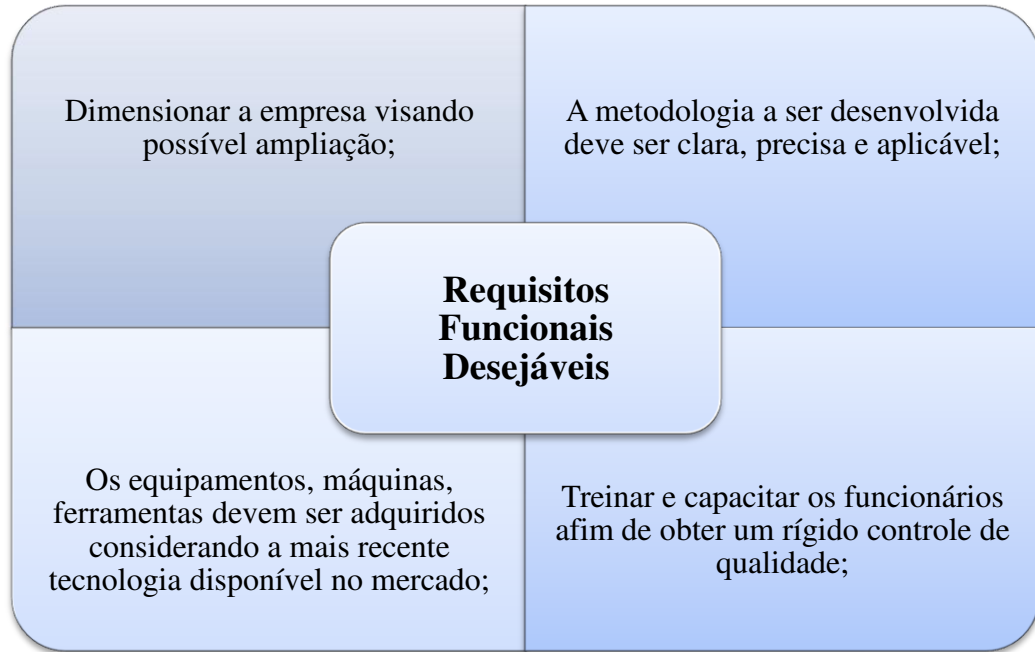 Dimensionar a empresa visando
possível ampliação;
A metodologia a ser desenvolvida
deve ser clara, precisa e aplicável;
Requisitos
Funcionais
Desejáveis
Os equipamentos, máquinas,
ferramentas devem ser adquiridos
considerando a mais recente
tecnologia disponível no mercado;
Treinar e capacitar os funcionários
afim de obter um rígido controle de
qualidade;